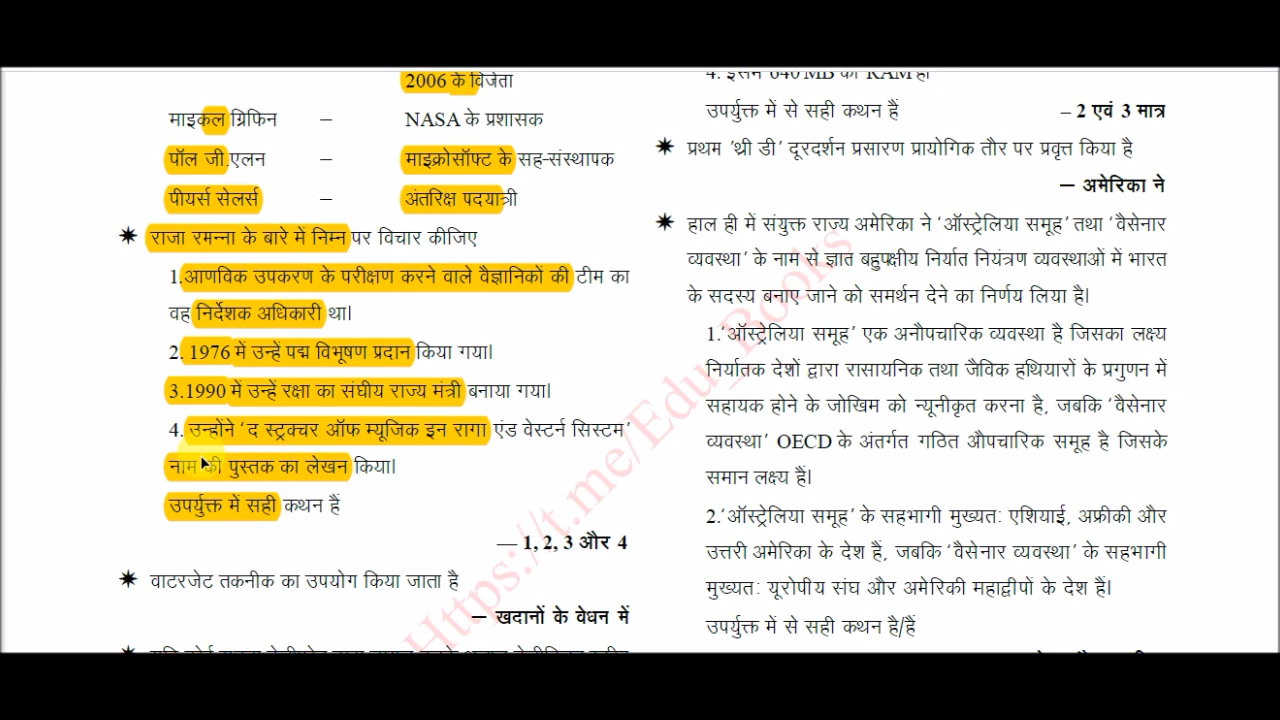 2006 के विजेता
माइकल ग्रिफिन – NASA के प्रशासक
पॉल जी.एलन – माइक्रोसॉफ्ट के सह-संस्थापक
पीयर्स सेलर्स – अंतरिक्ष पदयात्री
✷ राजा रमन्ना के बारे में निम्न पर विचार कीजिए
1.आणविक उपकरण के परीक्षण करने वाले वैज्ञानिकों की टीम का
वह निर्देशक अधिकारी था।
2. 1976 में उन्हें पद्म विभूषण प्रदान किया गया।
3.1990 में उन्हें रक्षा का संघीय राज्य मंत्री बनाया गया।
4. उन्होंने ‘द स्ट्रक्चर ऑफ म्यूजिक इन रागा एंड वेस्टर्न सिस्टम’
नाम की पुस्तक का लेखन किया।
उपर्युक्त में सही कथन हैं
— 1, 2, 3 और 4
✷ वाटरजेट तकनीक का उपयोग किया जाता है
– खदानों के वेधन में
4. इसमें 640 MB की RAM है।
उपर्युक्त में से सही कथन हैं – 2 एवं 3 मात्र
✷ प्रथम ‘थ्री डी’ दूरदर्शन प्रसारण प्रायोगिक तौर पर प्रवृत्त किया है
– अमेरिका ने
✷ हाल ही में संयुक्त राज्य अमेरिका ने ‘ऑस्ट्रेलिया समूह’ तथा ‘वैसेनार
व्यवस्था’ के नाम से ज्ञात बहुपक्षीय निर्यात नियंत्रण व्यवस्थाओं में भारत
के सदस्य बनाए जाने को समर्थन देने का निर्णय लिया है।
1.‘ऑस्ट्रेलिया समूह’ एक अनौपचारिक व्यवस्था है जिसका लक्ष्य
निर्यातक देशों द्वारा रासायनिक तथा जैविक हथियारों के प्रगुणन में
सहायक होने के जोखिम को न्यूनीकृत करना है, जबकि ‘वैसेनार
व्यवस्था’ OECD के अंतर्गत गठित औपचारिक समूह है जिसके
समान लक्ष्य हैं।
2.‘ऑस्ट्रेलिया समूह’ के सहभागी मुख्यतः एशियाई, अफ्रीकी और
उत्तरी अमेरिका के देश हैं, जबकि ‘वैसेनार व्यवस्था’ के सहभागी
मुख्यतः यूरोपीय संघ और अमेरिकी महाद्वीपों के देश हैं।
उपर्युक्त में से सही कथन है/हैं
Https://t.me/Edu_Books